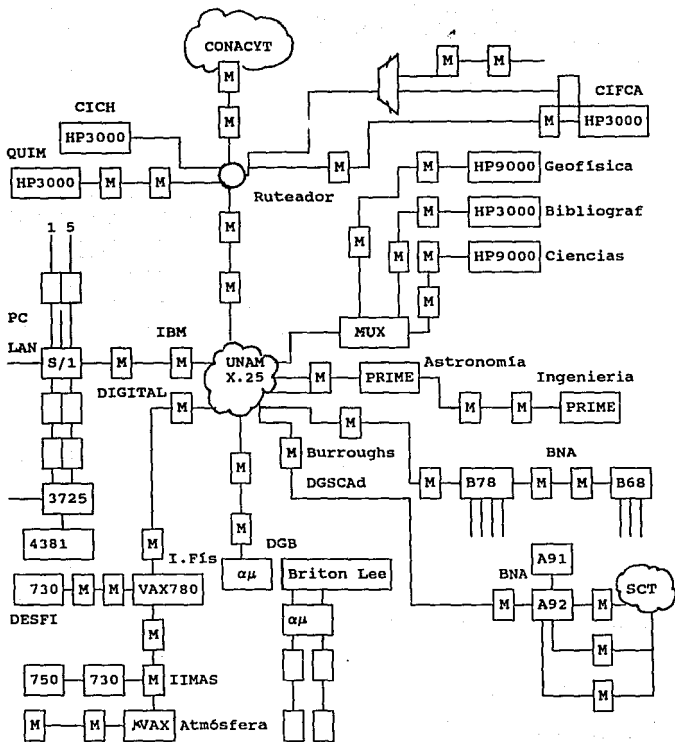 CONACYT
M
M M
CIFCA
CICH
HP3000
M
M HP3000
QUIM
HP3000 M M
M
M HP9000 Geofísica
Ruteador
M HP3000 Bibliograf
1 5
M
M
M
M HP9000 Ciencias
M
M
PC
IBM
MUX
LAN S/1 M M
UNAM
X.25
Astronomía
M PRIME
Ingenieria
DIGITAL
M
M M PRIME
M
Burroughs
BNA
M
M
DGSCAd
M B78 M M B68
3725
M
4381
M
I.Fís
DGB
αμ
Briton Lee
A91
BNA
SCT
730 M M VAX780
M A92 M
DESFI
αμ
M
M
750 730 M IIMAS
M
M M μVAX Atmósfera